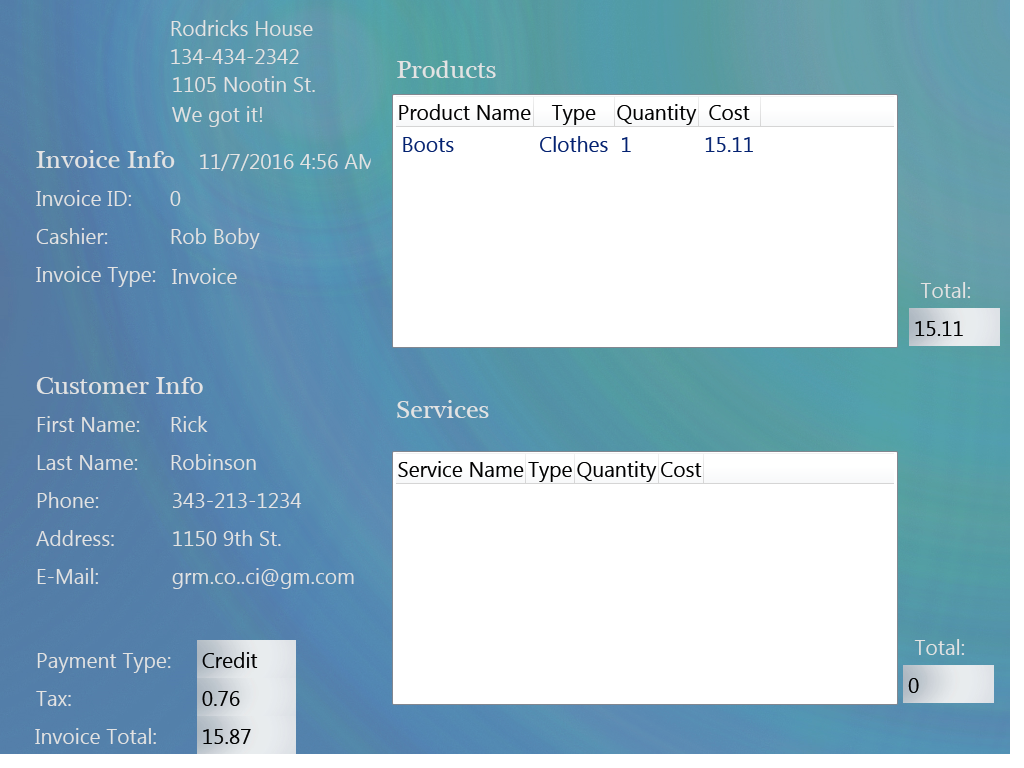 Rodricks House
134-434-2342
1105 Nootin St.
We got it!
Invoice Info 11/7/2016 4:56 AM
Invoice ID: 0
Cashier: Rob Boby
Invoice Type: Invoice
Customer Info
First Name: Rick
Last Name: Robinson
Phone: 343-213-1234
Address: 1150 9th St.
E-Mail: grm.co..ci@gm.com
Payment Type: Credit
Tax: 0.76
Invoice Total: 15.87
Products
Product Name Type Quantity Cost
Boots Clothes 1 15.11
Total:
15.11
Services
Service Name Type Quantity Cost
Total:
0